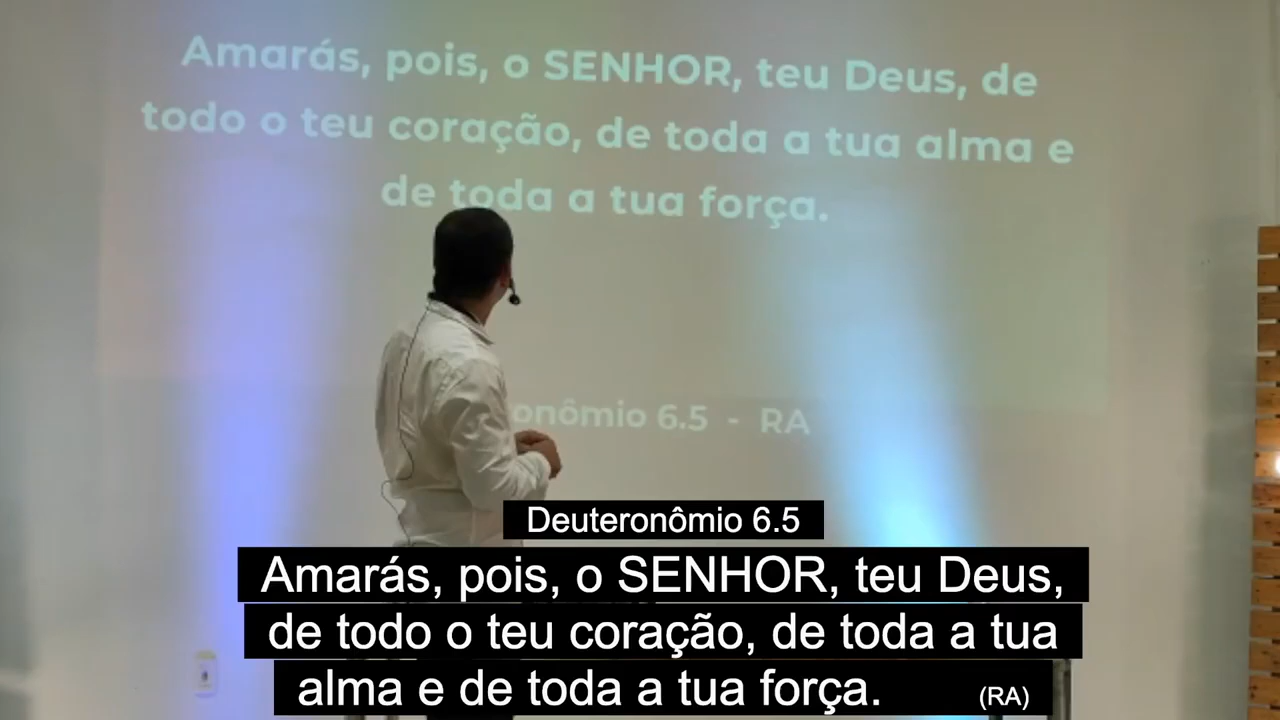 Amarás, pois, o SENHOR, teu Deus, de
todo o teu coração, de toda a tua alma e
de toda a tua força.
onômio 6.5 - RA
Deuteronômio 6.5
Amarás, pois, o SENHOR, teu Deus,
de todo o teu coração, de toda a tua
alma e de toda a tua força. (RA)